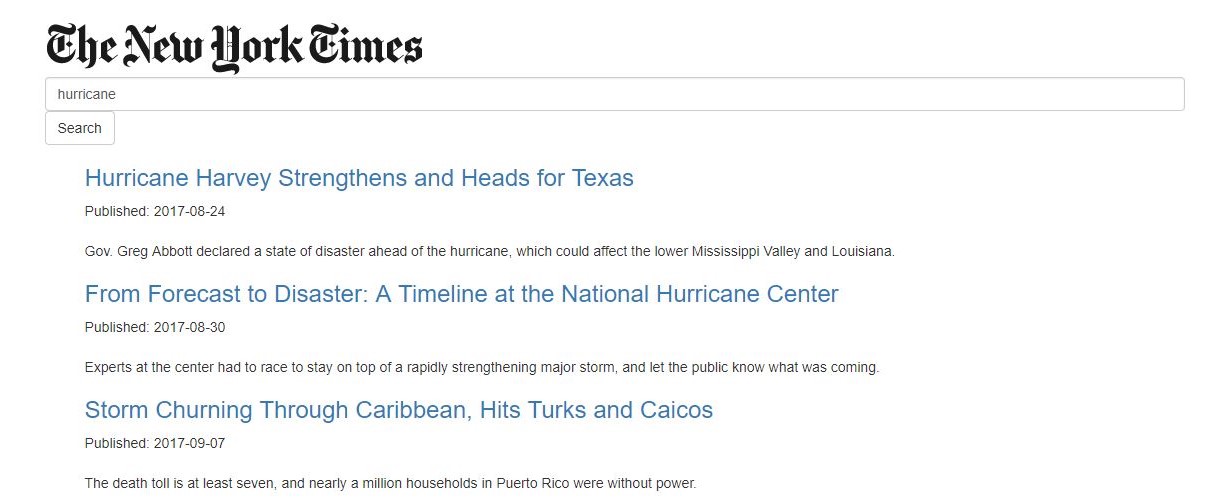 The New York Times
hurricane
Search
Hurricane Harvey Strengthens and Heads for Texas
Published: 2017-08-24
Gov. Greg Abbott declared a state of disaster ahead of the hurricane, which could affect the lower Mississippi Valley and Louisiana.
From Forecast to Disaster: A Timeline at the National Hurricane Center
Published: 2017-08-30
Experts at the center had to race to stay on top of a rapidly strengthening major storm, and let the public know what was coming.
Storm Churning Through Caribbean, Hits Turks and Caicos
Published: 2017-09-07
The death toll is at least seven, and nearly a million households in Puerto Rico were without power.